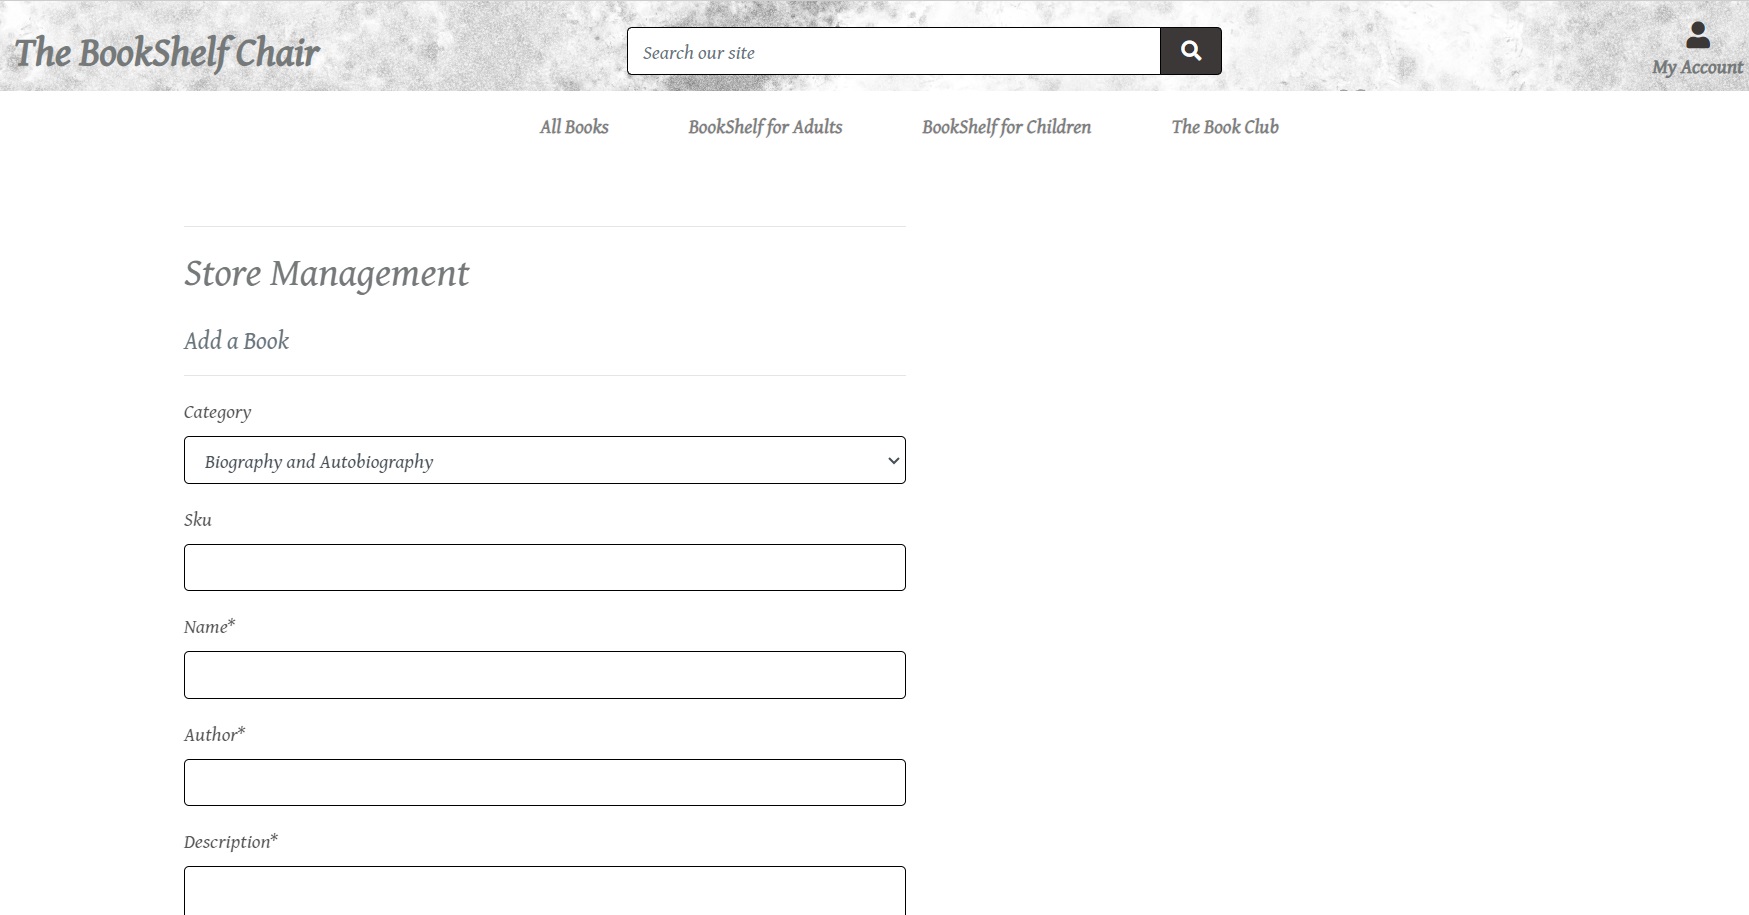 The BookShelf Chair
Search our site
My Account
All Books
BookShelf for Adults
BookShelf for Children
The Book Club
Store Management
Add a Book
Category
Biography and Autobiography
Sku
Name*
Author*
Description*